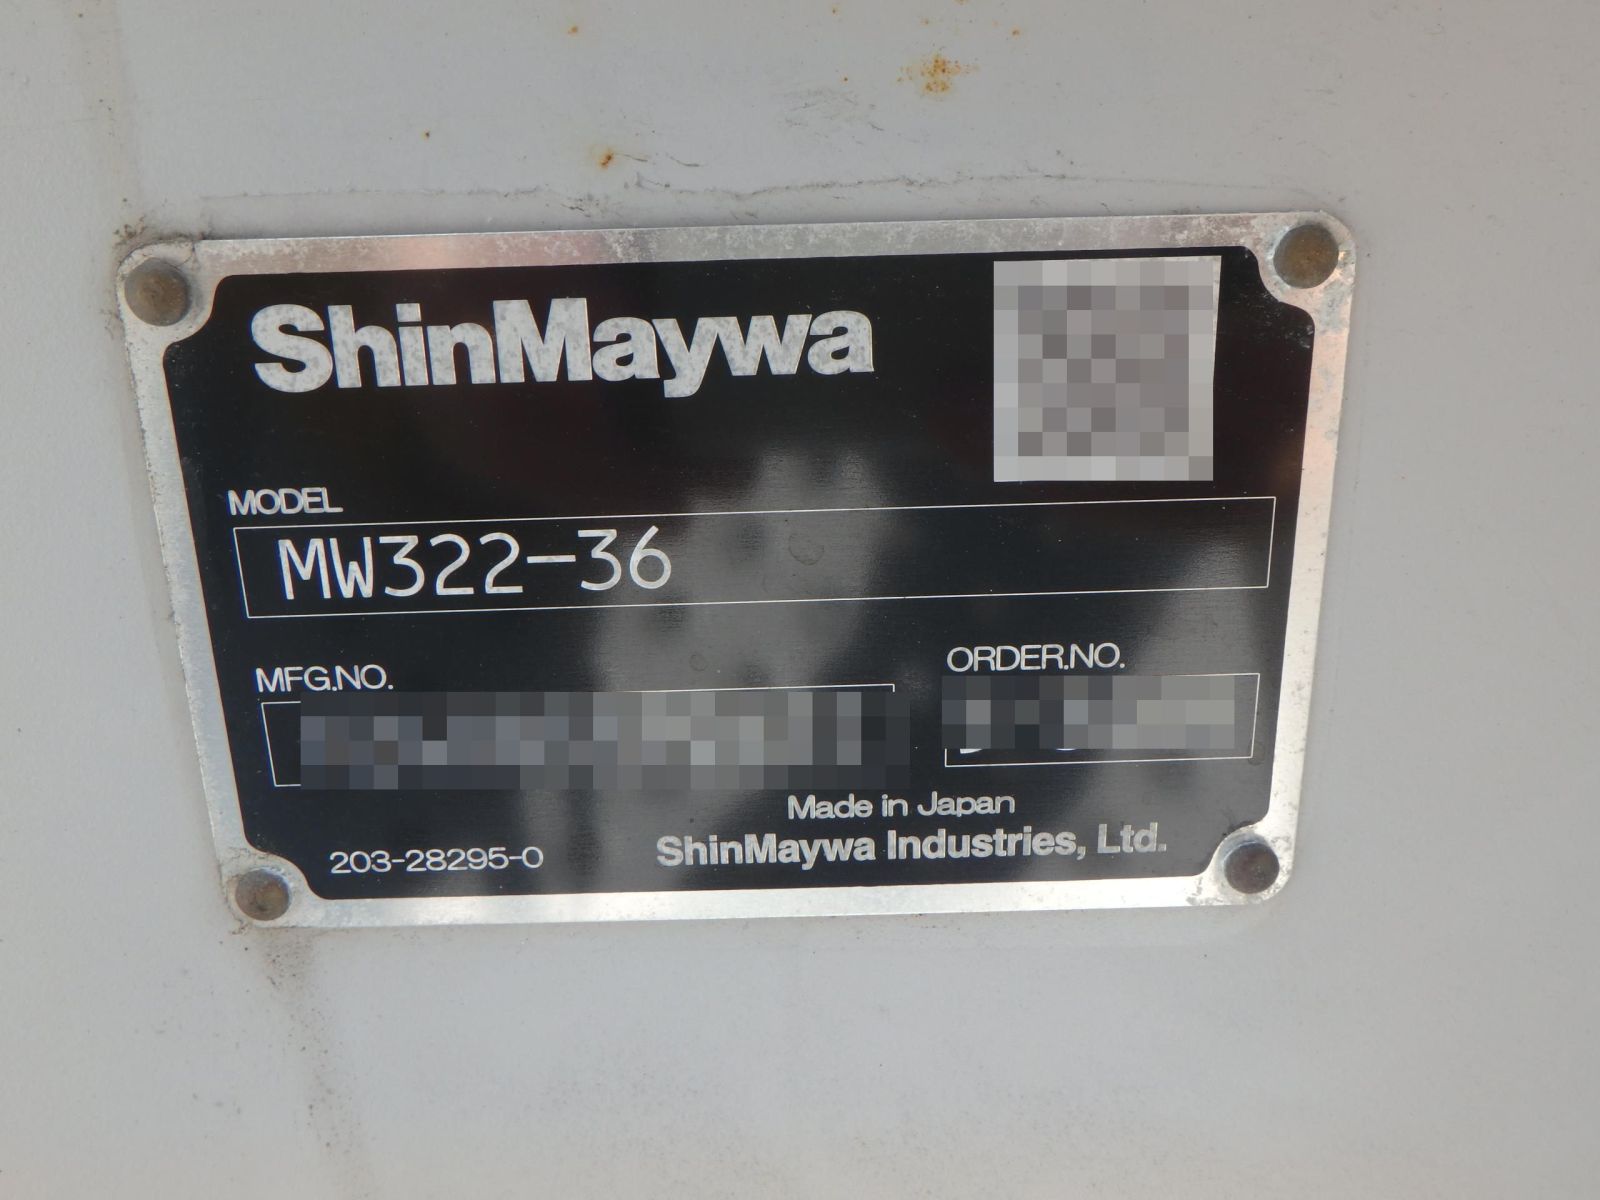 ShinMaywa
MODEL
MW322-36
MFG.NO.
ORDER.NO.
Made in Japan
203-28295-0
ShinMaywa Industries, Ltd.